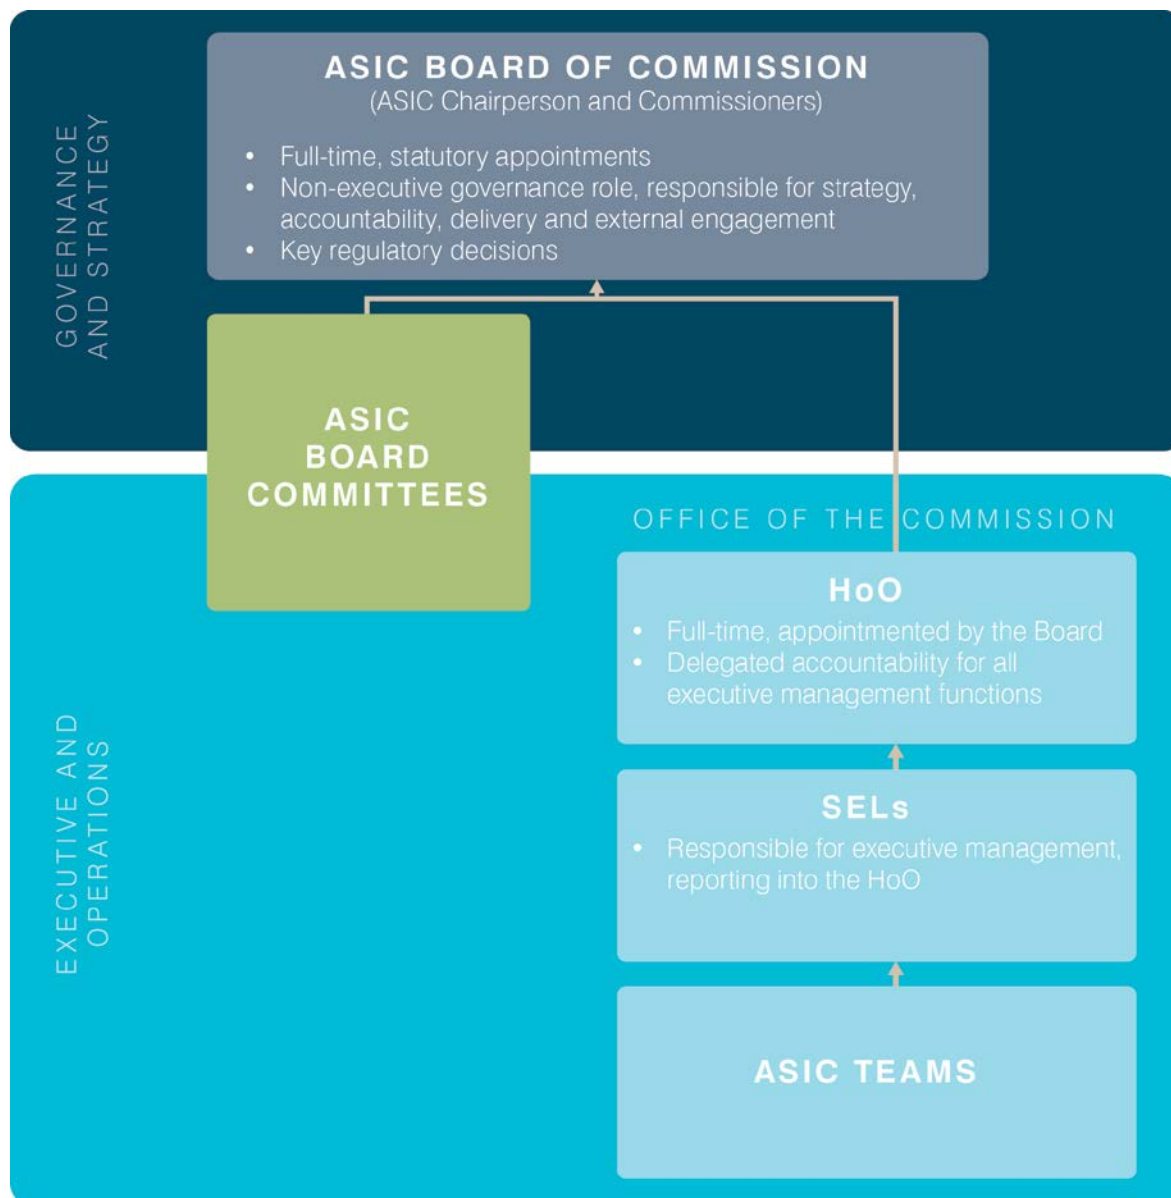 GOVERNANCE
AND STRATEGY
ASIC BOARD OF COMMISSION
(ASIC Chairperson and Commissioners)
• Full-time, statutory appointments
• Non-executive governance role, responsible for strategy,
accountability, delivery and external engagement
• Key regulatory decisions
ASIC
BOARD
COMMITTEES
EXECUTIVE AND
OPERATIONS
OFFICE OF THE COMMISSION
HoO
• Full-time, appointmented by the Board
• Delegated accountability for all
executive management functions
SELs
• Responsible for executive management,
reporting into the HoO
ASIC TEAMS